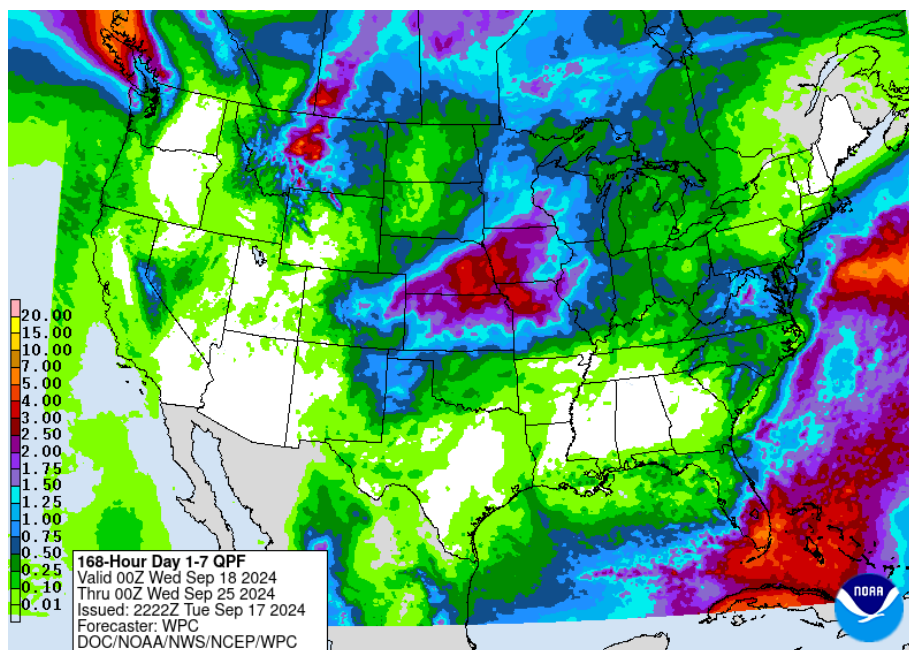 20.00
15.00
10.00
7.00
5.00
4.00
3.00
2.50
2.00
1.75
1.50
1.25
1.00
0.75
0.50
0.25
0.10
0.01
168-Hour Day 1-7 QPF
Valid 00Z Wed Sep 18 2024
Thru 00Z Wed Sep 25 2024
Issued: 2222Z Tue Sep 17 2024
Forecaster: WPC
DOC/NOAA/NWS/NCEP/WPC
NOAA